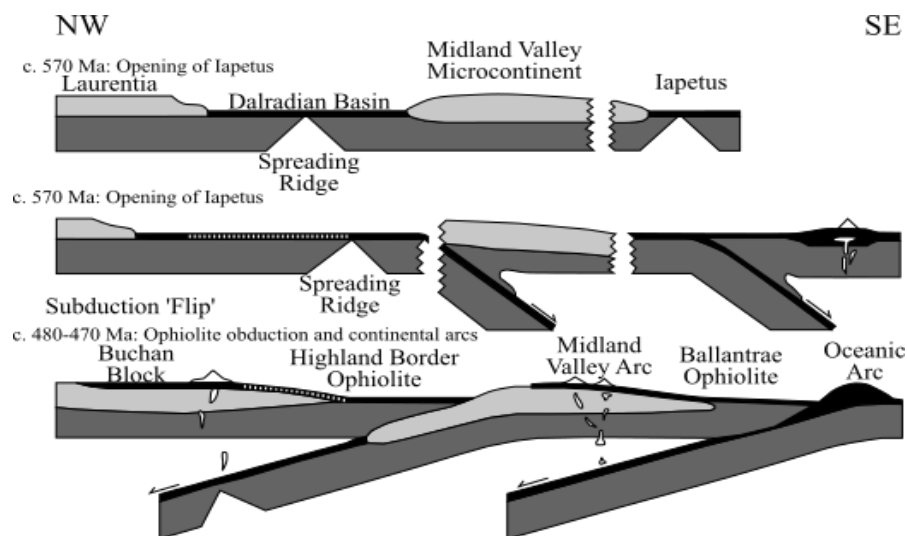 NW
SE
c. 570 Ma: Opening of Iapetus
Laurentia
Dalradian Basin
Midland Valley
Microcontinent
Iapetus
Spreading
Ridge
c. 570 Ma: Opening of Iapetus
Spreading
Ridge
Subduction 'Flip'
c. 480-470 Ma: Ophiolite obduction and continental arcs
Buchan
Block
Highland Border
Ophiolite
Midland
Valley Arc
Ballantrae
Ophiolite
Oceanic
Arc